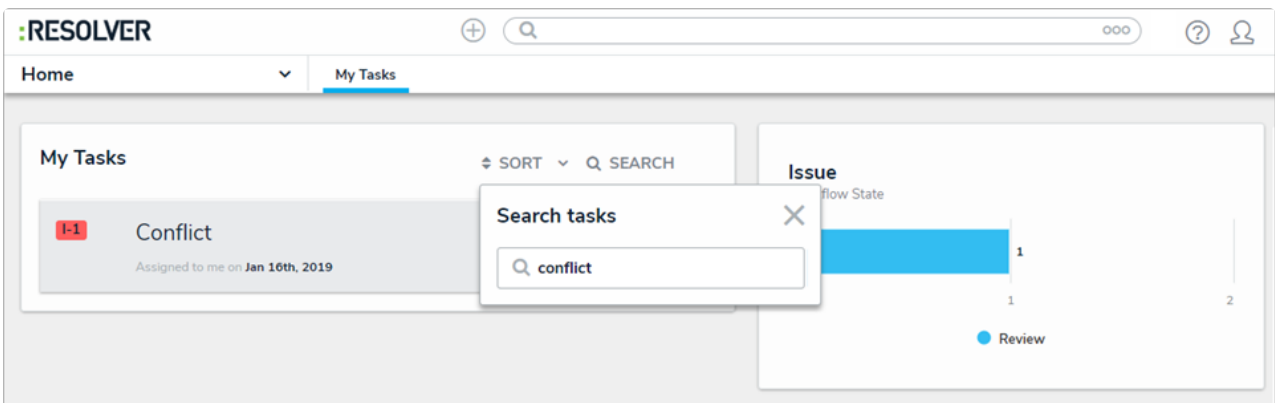 :RESOLVER
Home
My Tasks
My Tasks
SORT
SEARCH
I-1
Conflict
Assigned to me on Jan 16th, 2019
Search tasks
conflict
Issue
flow State
1
1
2
Review